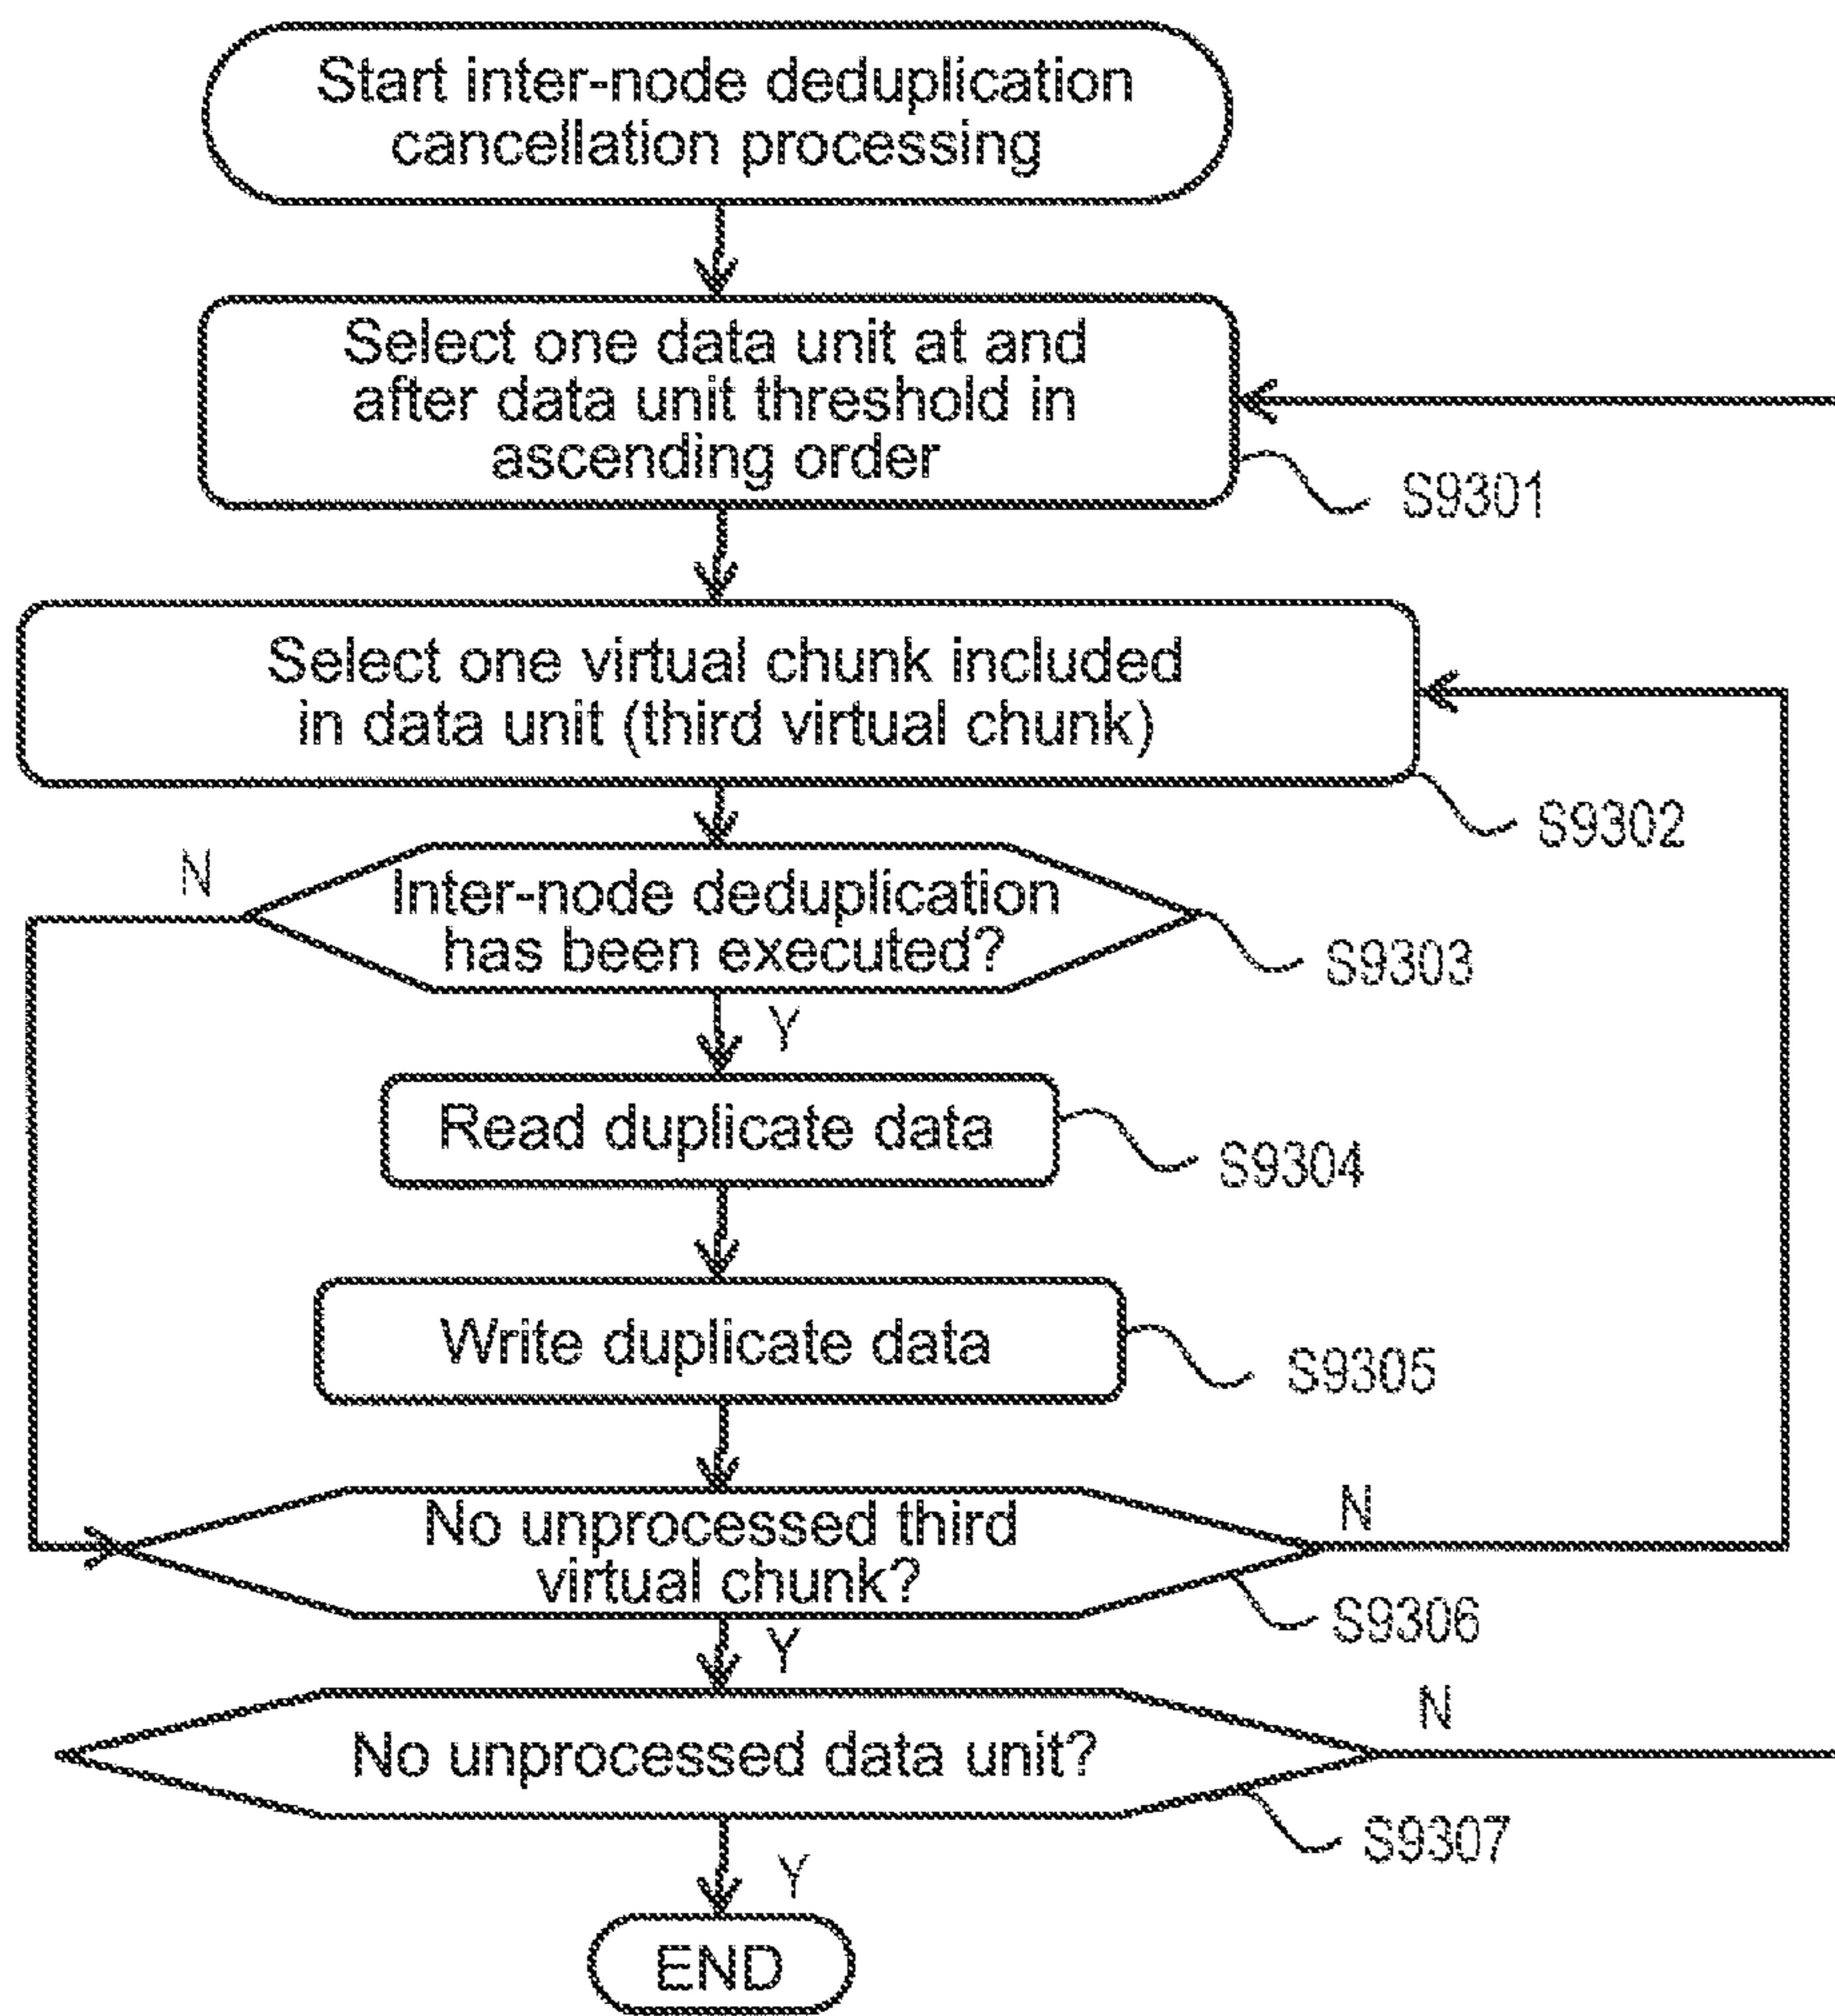 Start inter-node deduplication
cancellation processing
Select one data unit at and
after data unit threshold in
ascending order
S9301
Select one virtual chunk included
in data unit (third virtual chunk)
S9302
N
Inter-node deduplication
has been executed?
S9303
Y
Read duplicate data
S9304
Write duplicate data
S9305
No unprocessed third
virtual chunk?
N
S9306
Y
No unprocessed data unit?
N
S9307
Y
END